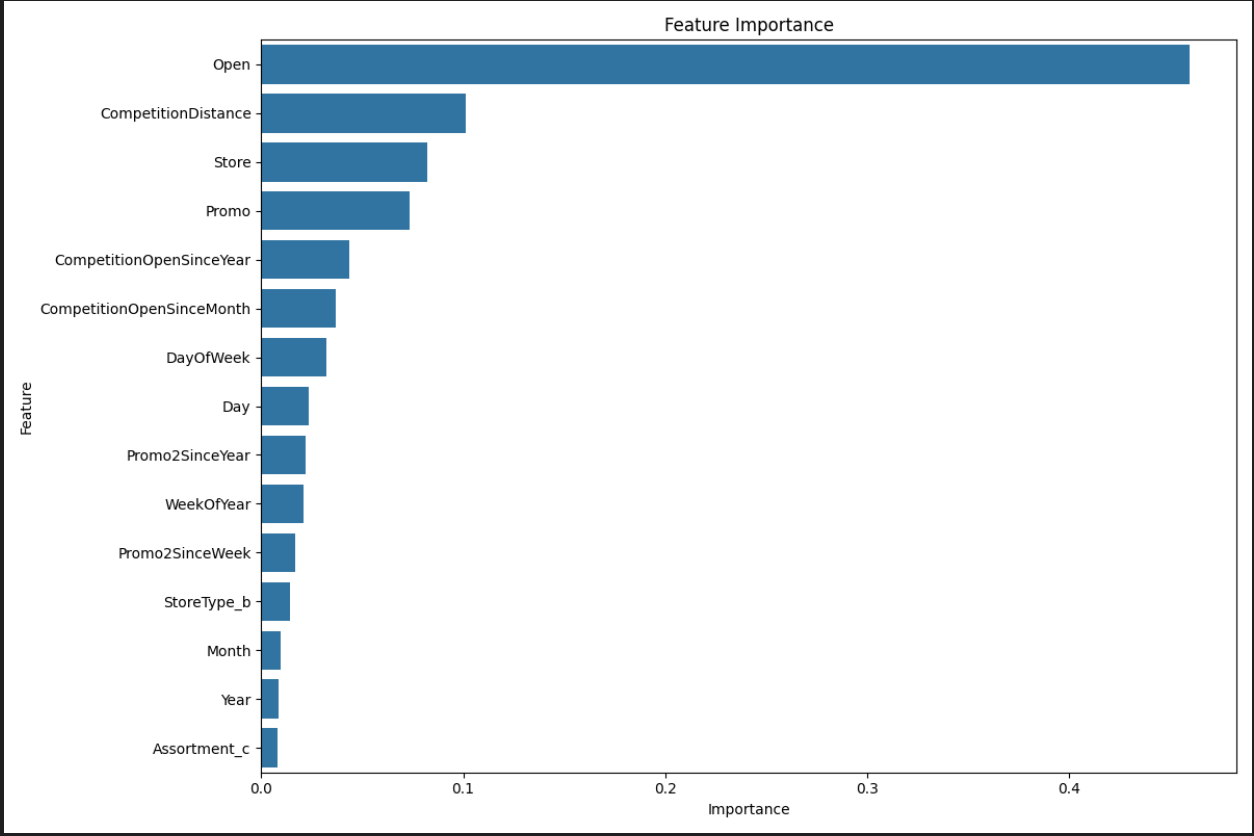 Feature Importance
Open
CompetitionDistance
Store
Promo
CompetitionOpenSinceYear
CompetitionOpenSinceMonth
DayOfWeek
Day
Promo2SinceYear
WeekOfYear
Promo2SinceWeek
StoreType_b
Month
Year
Assortment_c
Feature
0.0 0.1 0.2 0.3 0.4
Importance